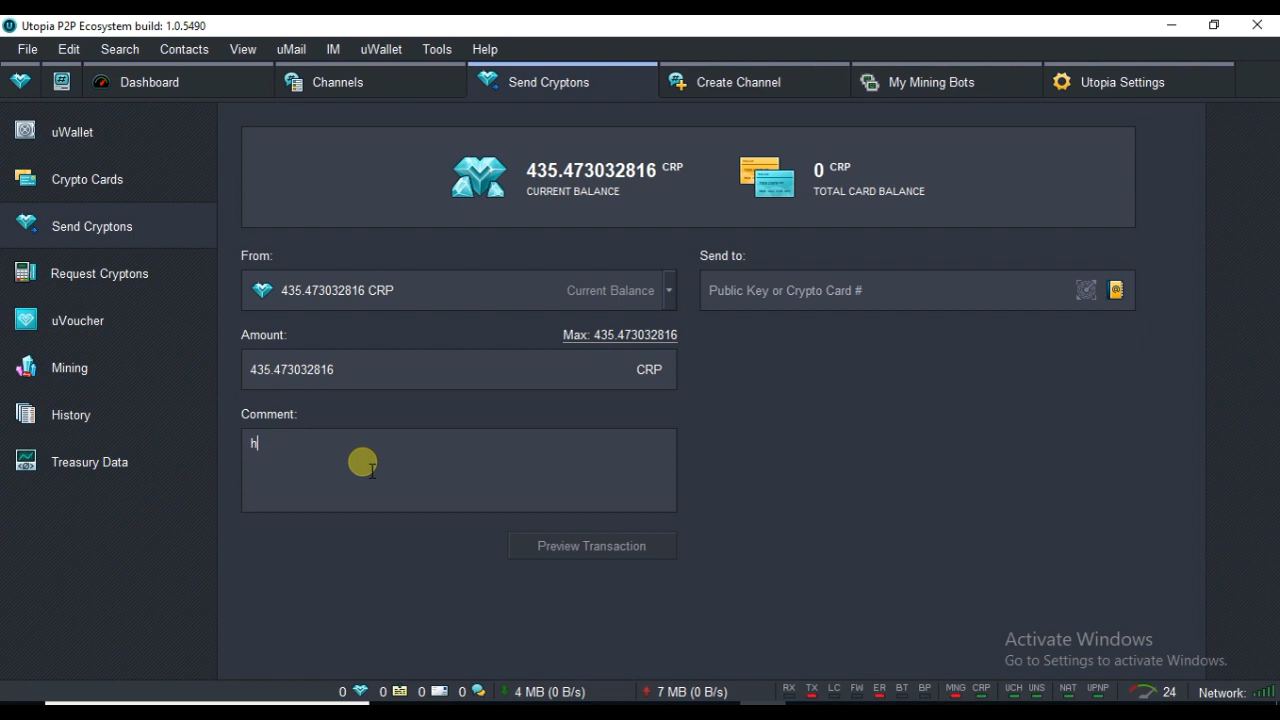 Utopia P2P Ecosystem build: 1.0.5490
File Edit Search Contacts View uMail IM uWallet Tools Help
Dashboard Channels Send Cryptons Create Channel My Mining Bots Utopia Settings
uWallet
Crypto Cards
Send Cryptons
Request Cryptons
uVoucher
Mining
History
Treasury Data
435.473032816 CRP
CURRENT BALANCE
0 CRP
TOTAL CARD BALANCE
From:
435.473032816 CRP Current Balance
Amount: Max: 435.473032816
435.473032816 CRP
Comment:
h
Preview Transaction
Send to:
Public Key or Crypto Card #
Activate Windows
Go to Settings to activate Windows.
0 0 0 0 4 MB (0 B/s) 7 MB (0 B/s) RX TX LC FW ER BT BP MNG CRP UCH UNS NAT UPNP 24 Network: